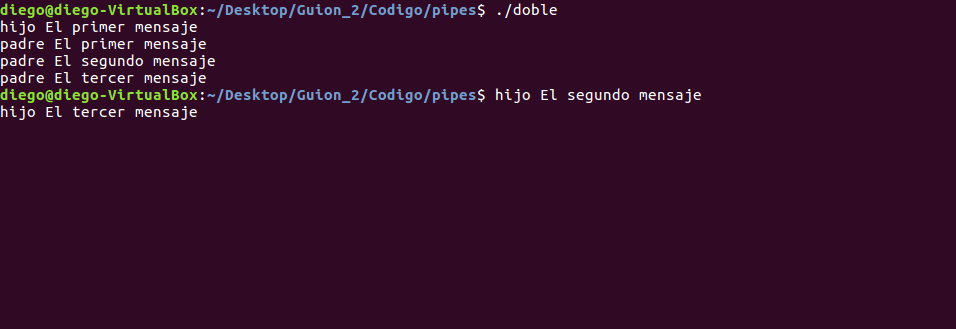 diego@diego-VirtualBox:~/Desktop/Guion_2/Codigo/pipes$ ./doble
hijo El primer mensaje
padre El primer mensaje
padre El segundo mensaje
padre El tercer mensaje
diego@diego-VirtualBox:~/Desktop/Guion_2/Codigo/pipes$ hijo El segundo mensaje
hijo El tercer mensaje